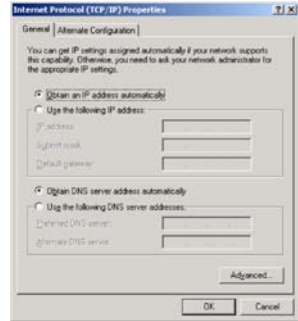 Internet Protocol (TCP/IP) Properties
General
Alternate Configuration
You can get IP settings assigned automatically if your network supports
this capability. Otherwise, you need to ask your network administrator for
the appropriate IP settings.
Obtain an IP address automatically
Use the following IP address:
IP address:
Subnet mask:
Default gateway:
Obtain DNS server address automatically
Use the following DNS server addresses:
Preferred DNS server:
Alternate DNS server:
Advanced...
OK
Cancel